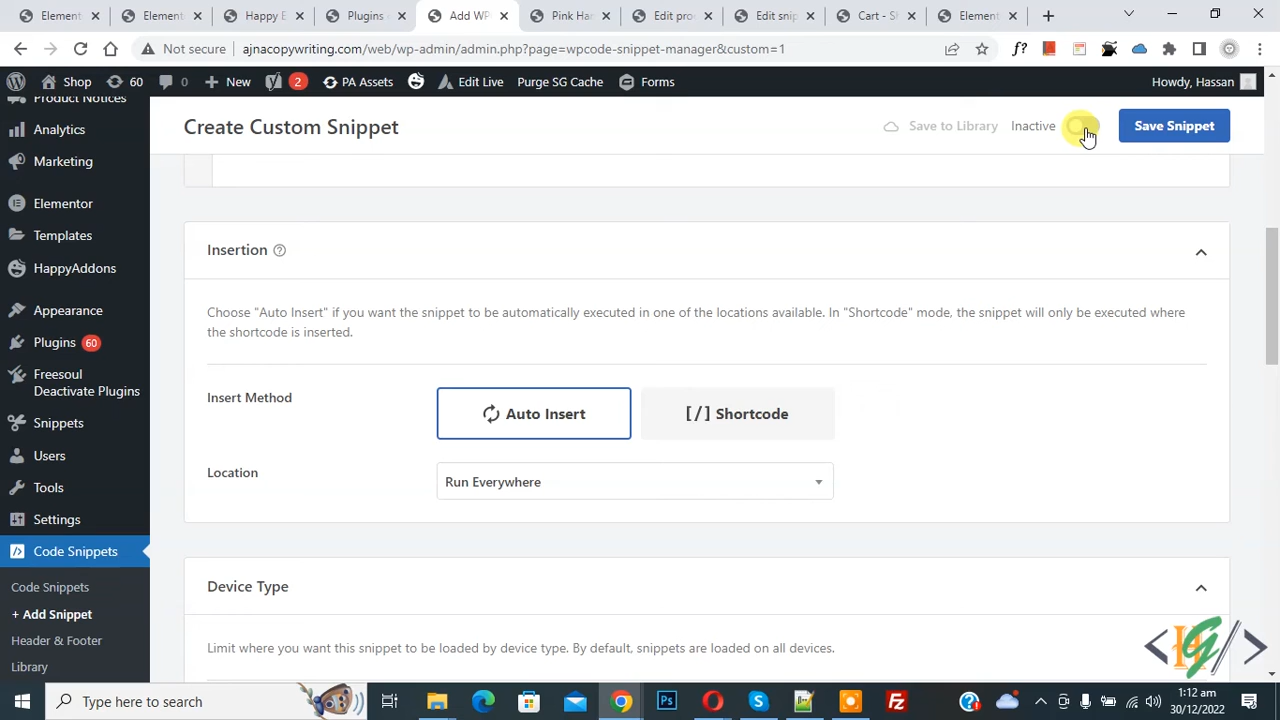 Element
Element
Happy E
Plugins
Add WP
Pink Ha
Edit pro
Edit snip
Cart - S
Element
Not secure
ajnacopywriting.com/web/wp-admin/admin.php?page=wpcode-snippet-manager&custom=1
Shop 60 0 New 2 PA Assets Edit Live Purge SG Cache Forms Howdy, Hassan
Product Notices
Analytics
Marketing
Elementor
Templates
HappyAddons
Appearance
Plugins 60
Freesoul
Deactivate Plugins
Snippets
Users
Tools
Settings
Code Snippets
Code Snippets
+ Add Snippet
Header & Footer
Library
Create Custom Snippet
Save to Library Inactive Save Snippet
Insertion
Choose "Auto Insert" if you want the snippet to be automatically executed in one of the locations available. In "Shortcode" mode, the snippet will only be executed where
the shortcode is inserted.
Insert Method
Auto Insert
[/] Shortcode
Location
Run Everywhere
Device Type
Limit where you want this snippet to be loaded by device type. By default, snippets are loaded on all devices.
Type here to search
1:12 am
30/12/2022